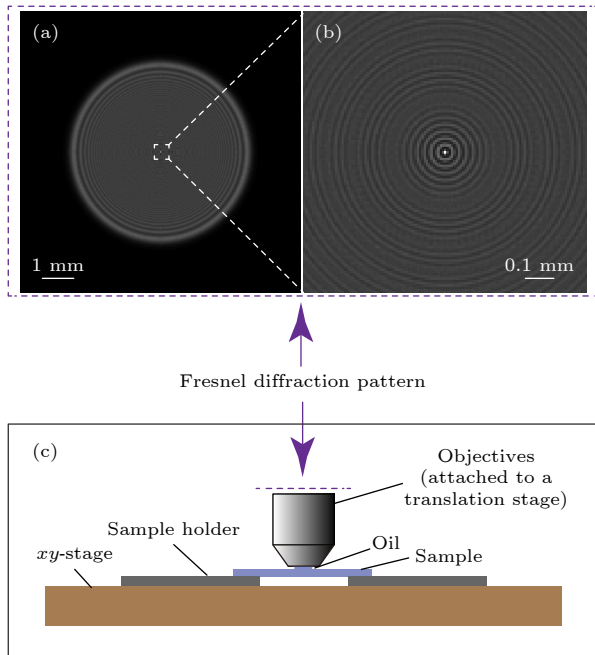 (a)
(b)
1 mm
0.1 mm
Fresnel diffraction pattern
(c)
Objectives
(attached to a
translation stage)
Sample holder
Oil
xy-stage
Sample